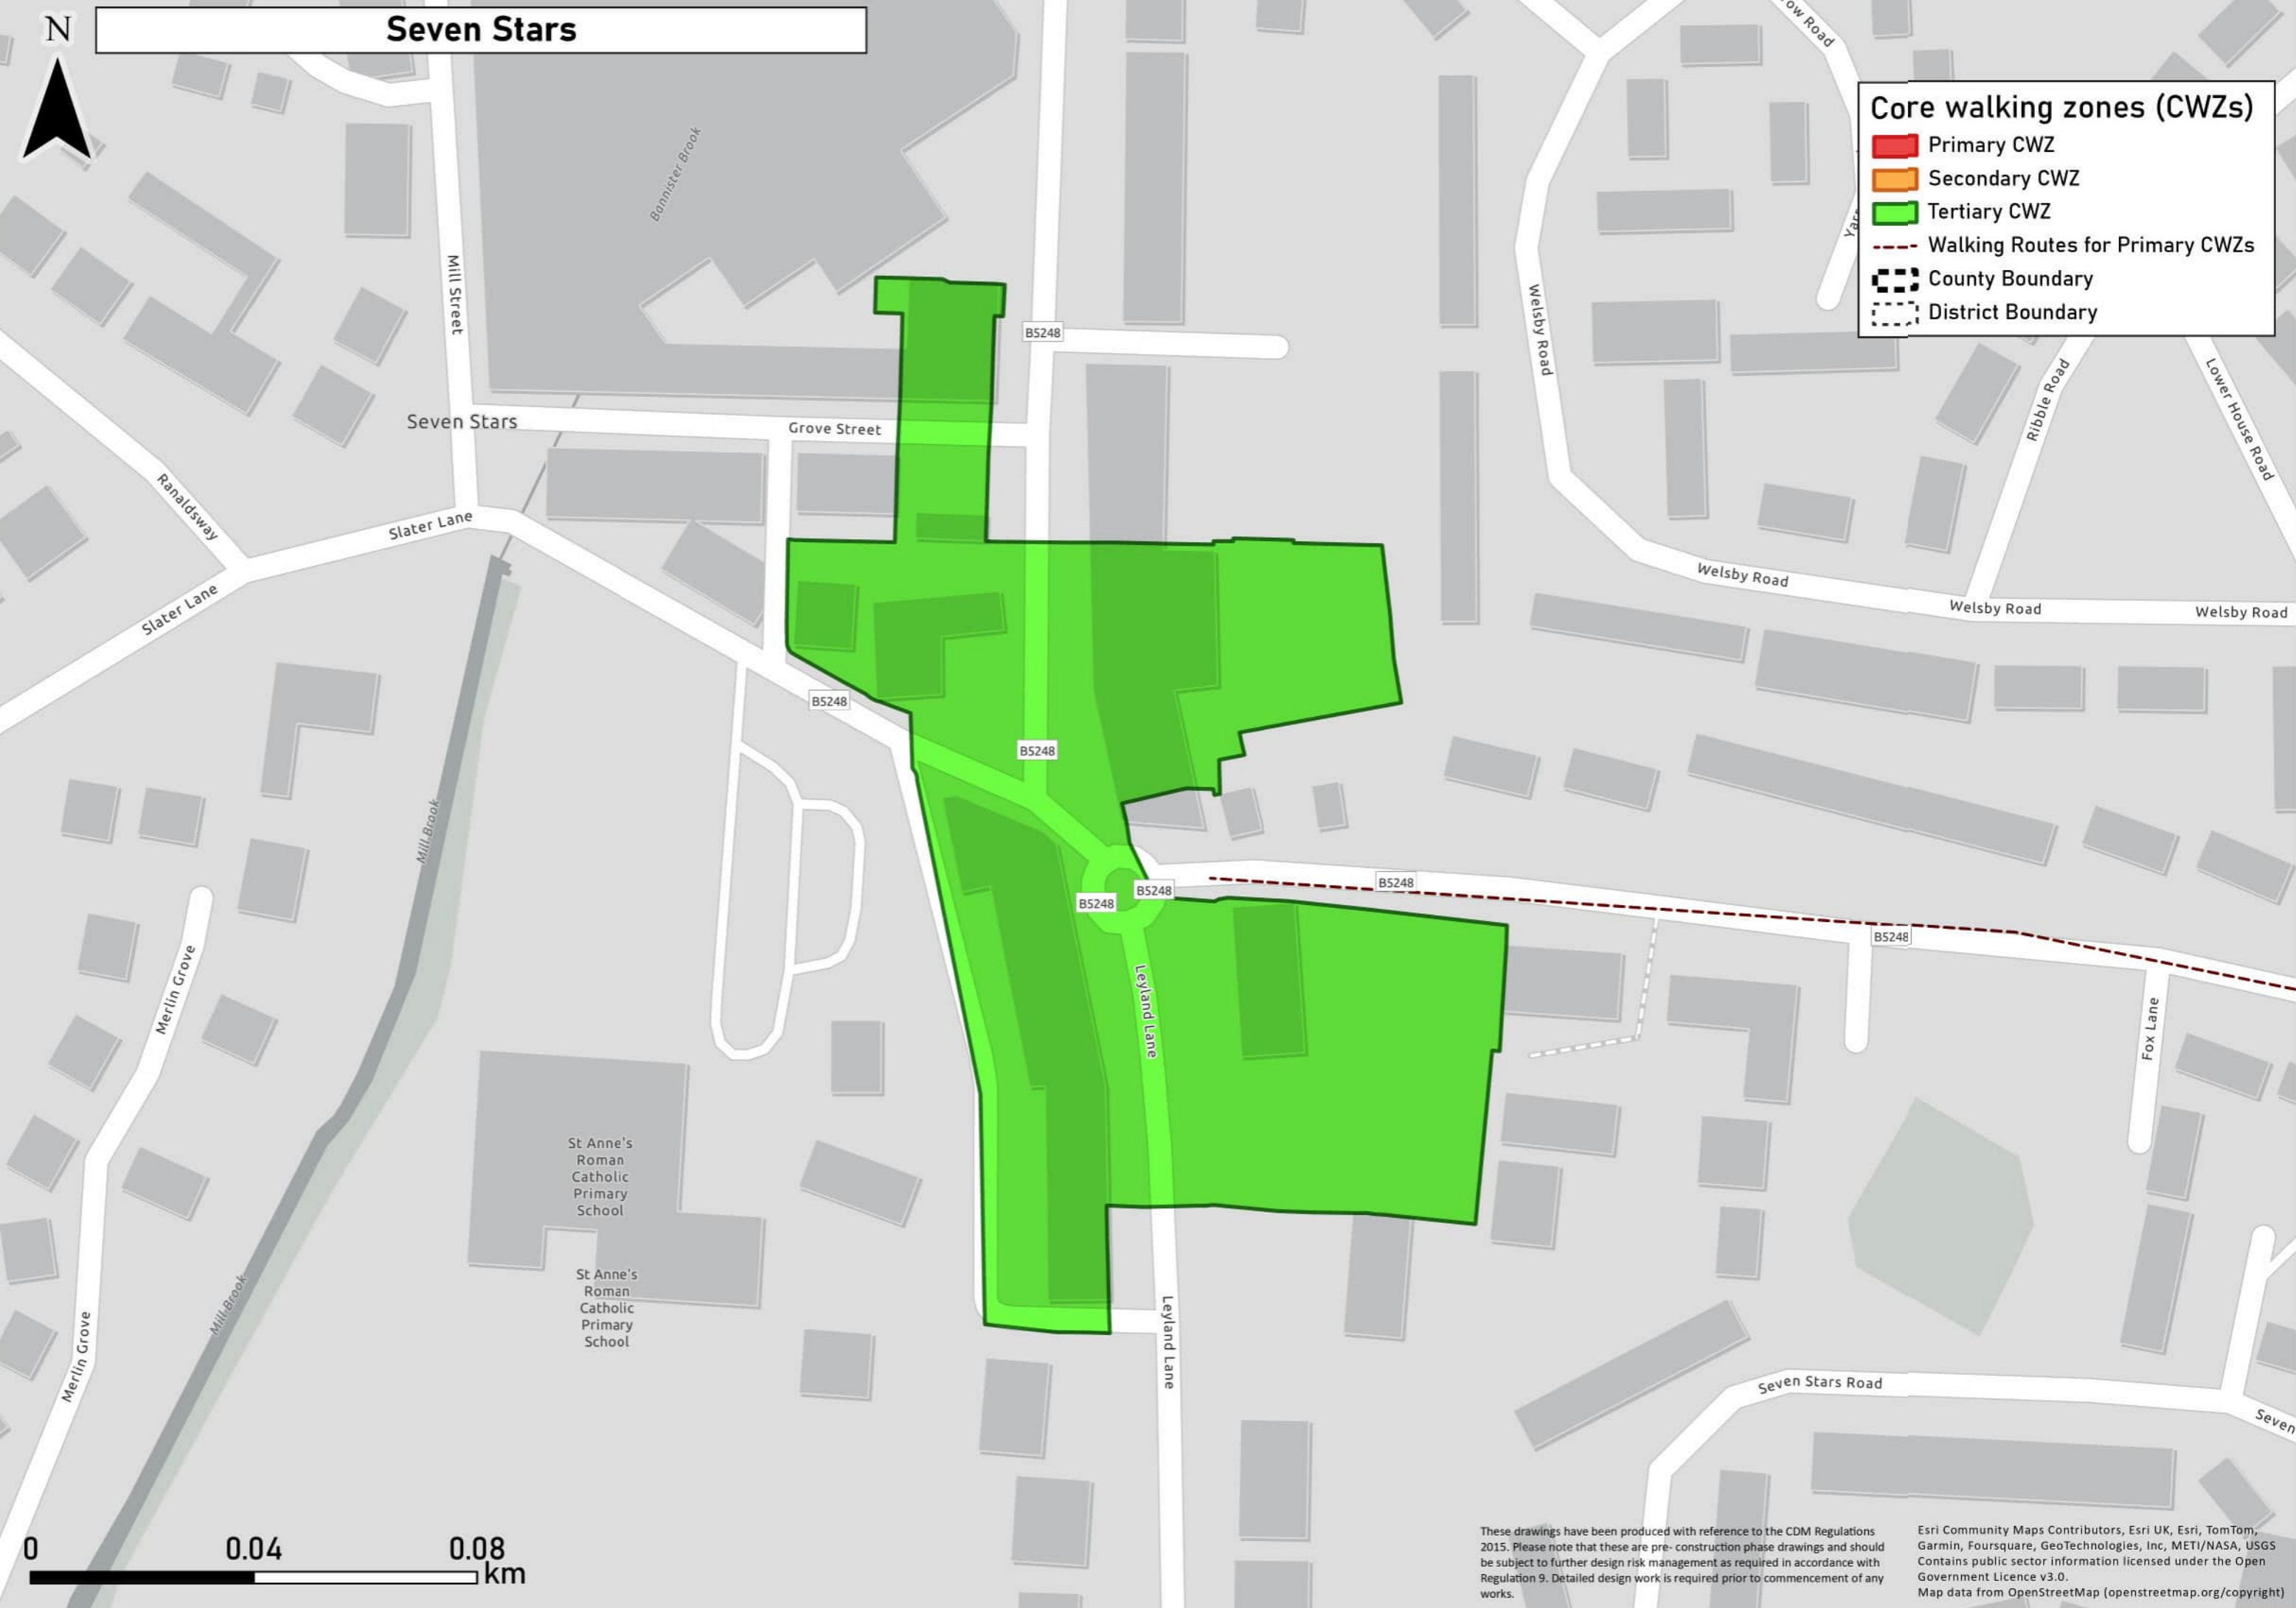 N
Seven Stars
ow Road
Core walking zones (CWZs)
Primary CWZ
Secondary CWZ
Tertiary CWZ
Walking Routes for Primary CWZs
County Boundary
District Boundary
Bannister Brook
Yarr
Mill Street
B5248
Welsby Road
Ribble Road
Lower House Road
Seven Stars
Grove Street
Ranaldsway
Slater Lane
Slater Lane
Welsby Road
Welsby Road
Welsby Road
B5248
B5248
Mill Brook
B5248
B5248
B5248
B5248
Merlin Grove
Leyland Lane
Fox Lane
St Anne's
Roman
Catholic
Primary
School
St Anne's
Roman
Catholic
Primary
School
Mill Brook
Merlin Grove
Leyland Lane
Seven Stars Road
Seven
0 0.04 0.08
km
These drawings have been produced with reference to the CDM Regulations
2015. Please note that these are pre- construction phase drawings and should
be subject to further design risk management as required in accordance with
Regulation 9. Detailed design work is required prior to commencement of any
works.
Esri Community Maps Contributors, Esri UK, Esri, TomTom,
Garmin, Foursquare, GeoTechnologies, Inc, METI/NASA, USGS
Contains public sector information licensed under the Open
Government Licence v3.0.
Map data from OpenStreetMap (openstreetmap.org/copyright)